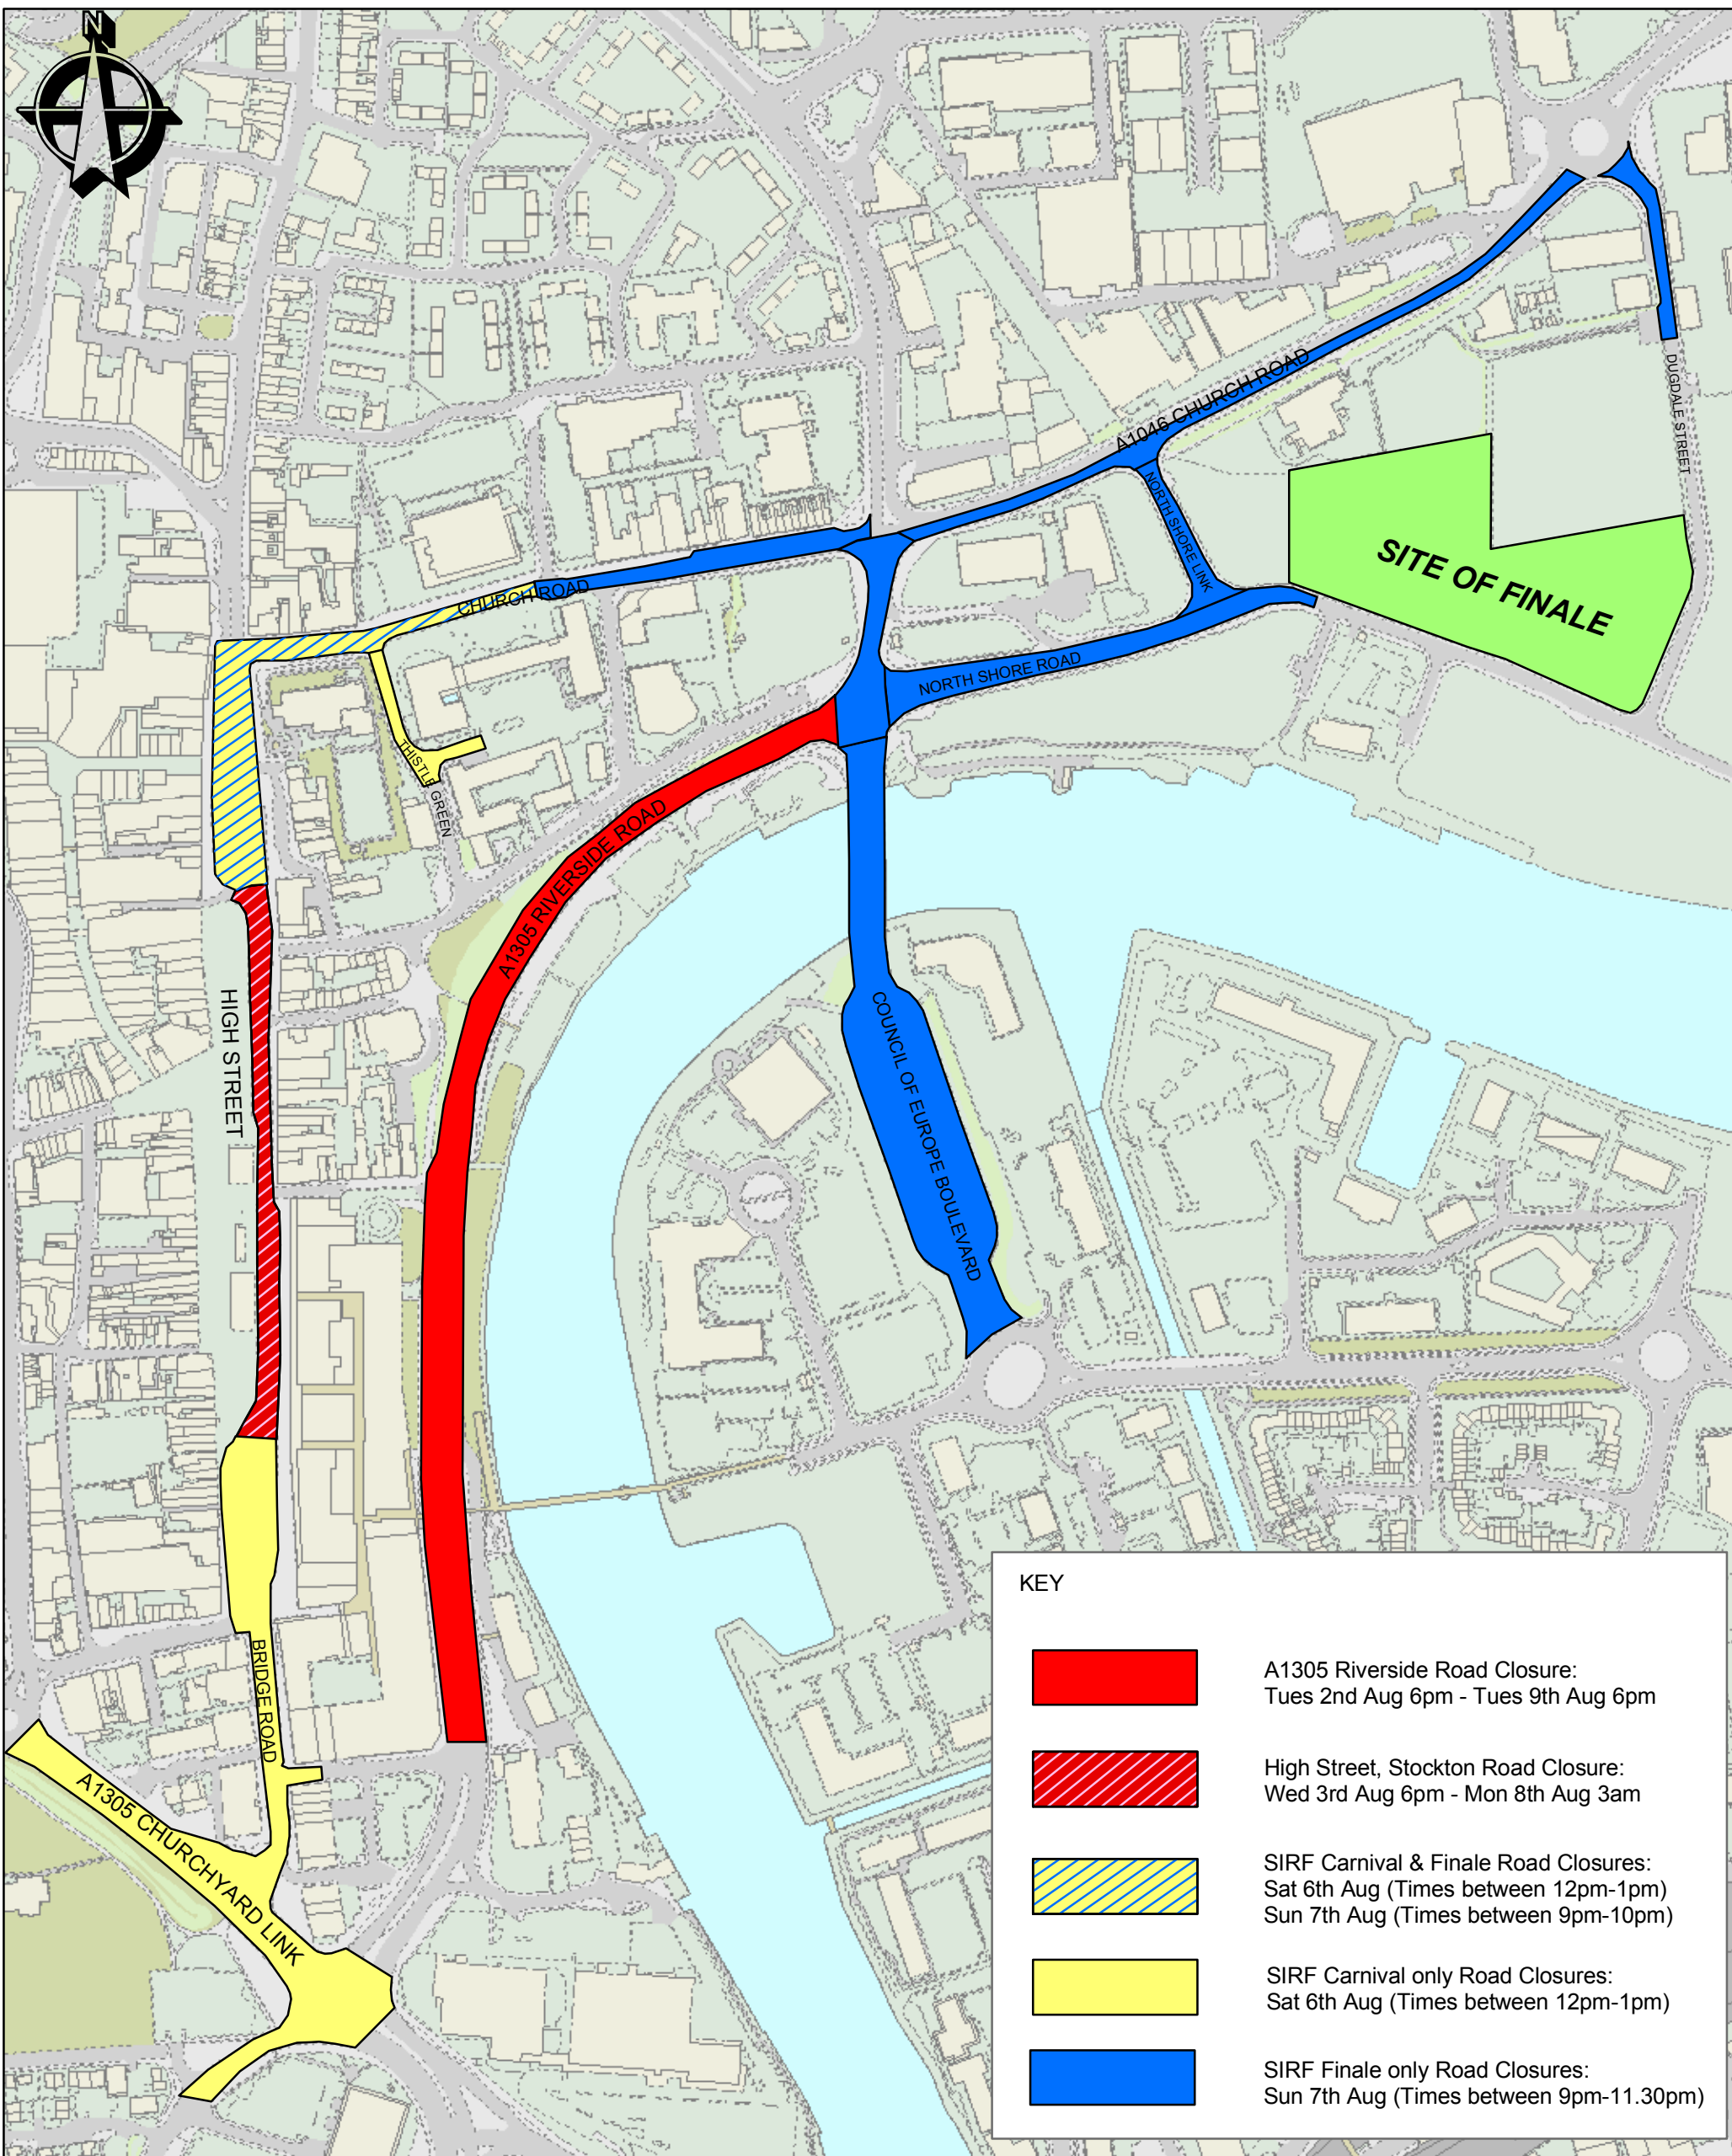 N
A1046 CHURCH ROAD
DUGDALE STREET
NORTH SHORE LINK
SITE OF FINALE
CHURCH ROAD
NORTH SHORE ROAD
THISTLE GREEN
A1305 RIVERSIDE ROAD
HIGH STREET
COUNCIL OF EUROPE BOULEVARD
BRIDGE ROAD
A1305 CHURCHYARD LINK
KEY
A1305 Riverside Road Closure:
Tues 2nd Aug 6pm - Tues 9th Aug 6pm
High Street, Stockton Road Closure:
Wed 3rd Aug 6pm - Mon 8th Aug 3am
SIRF Carnival & Finale Road Closures:
Sat 6th Aug (Times between 12pm-1pm)
Sun 7th Aug (Times between 9pm-10pm)
SIRF Carnival only Road Closures:
Sat 6th Aug (Times between 12pm-1pm)
SIRF Finale only Road Closures:
Sun 7th Aug (Times between 9pm-11.30pm)